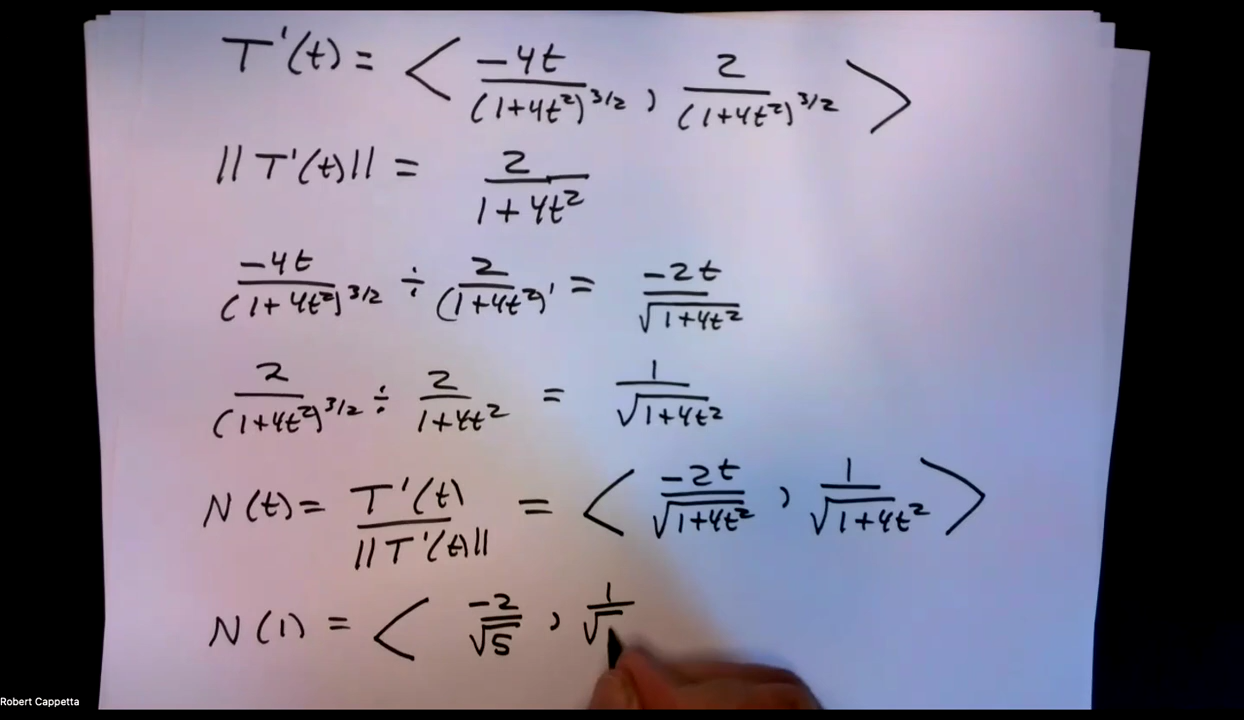 T'(t) = < -4t/(1+4t²)^3/2 , 2/(1+4t²)^3/2 >
||T'(t)|| = 2/1+4t²
-4t/(1+4t²)^3/2 ÷ 2/(1+4t²)' = -2t/√1+4t²
2/(1+4t²)^3/2 ÷ 2/1+4t² = 1/√1+4t²
N(t) = T'(t)/||T'(t)|| = < -2t/√1+4t² , 1/√1+4t² >
N(1) = < -2/√5 , 1/√
Robert Cappetta